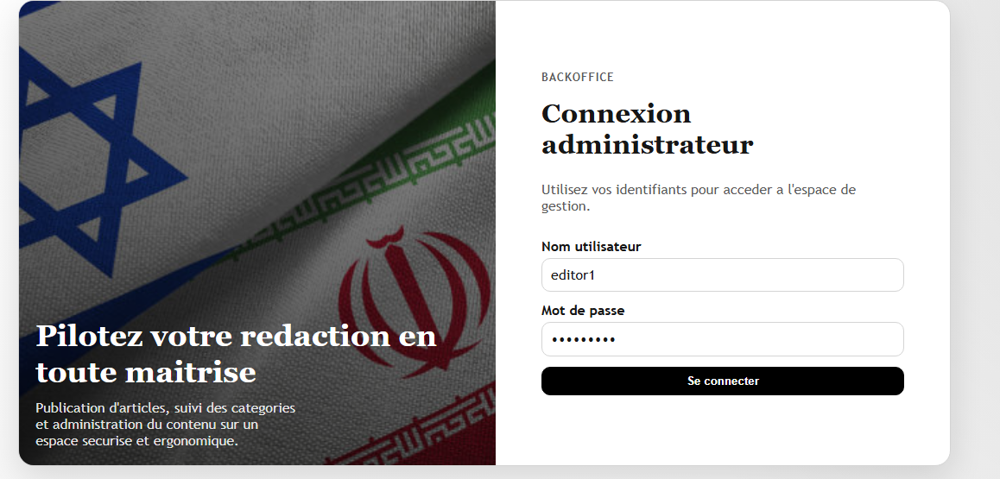 Pilotez votre redaction en
toute maitrise
Publication d'articles, suivi des categories
et administration du contenu sur un
espace securise et ergonomique.
BACKOFFICE
Connexion
administrateur
Utilisez vos identifiants pour acceder a l'espace de
gestion.
Nom utilisateur
editor1
Mot de passe
•••••••••
Se connecter